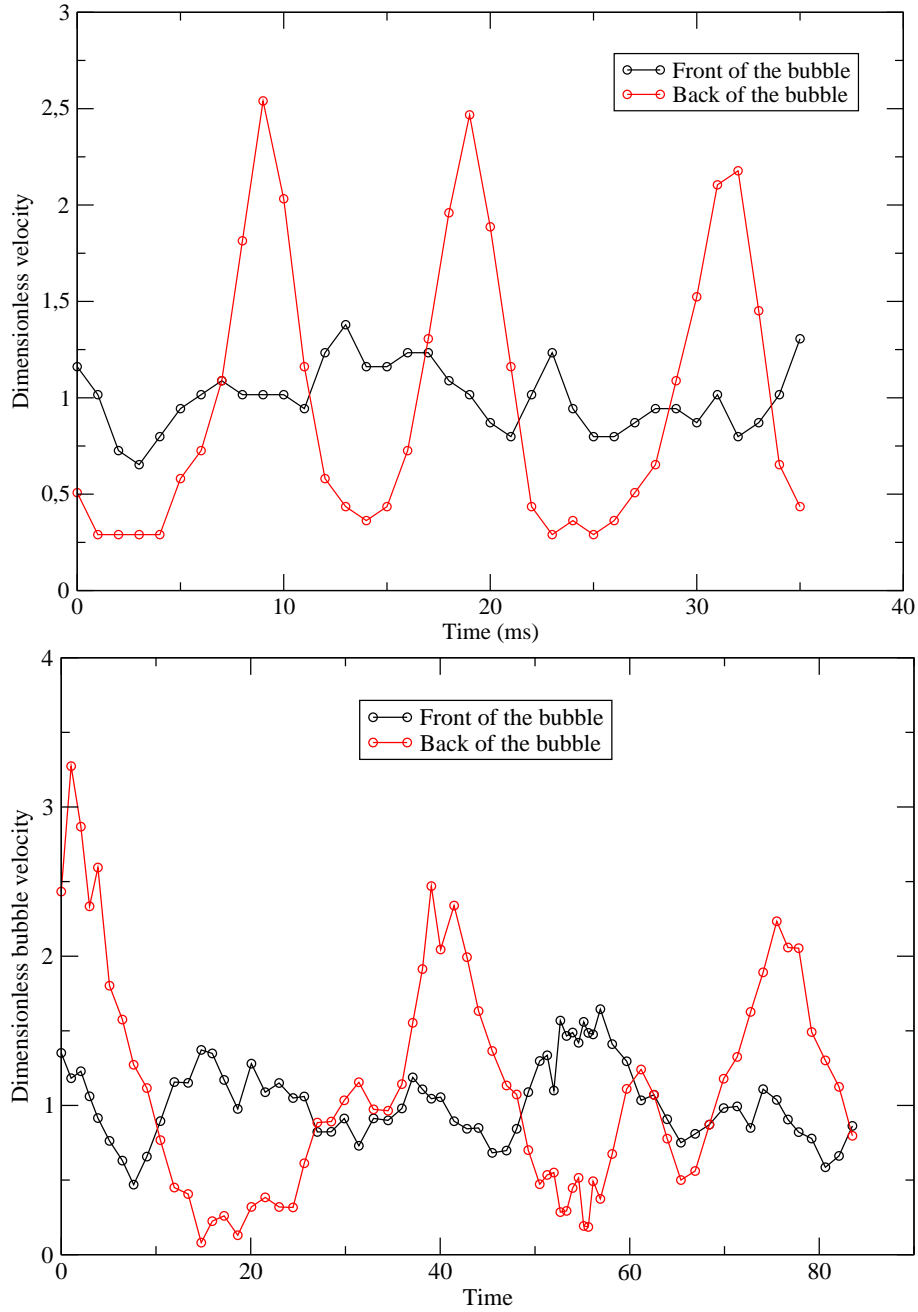 3
2,5
2
1,5
1
0,5
0
Dimensionless velocity
Front of the bubble
Back of the bubble
0 10 20 30 40
Time (ms)
4
3
2
1
0
Dimensionless bubble velocity
Front of the bubble
Back of the bubble
0 20 40 60 80
Time